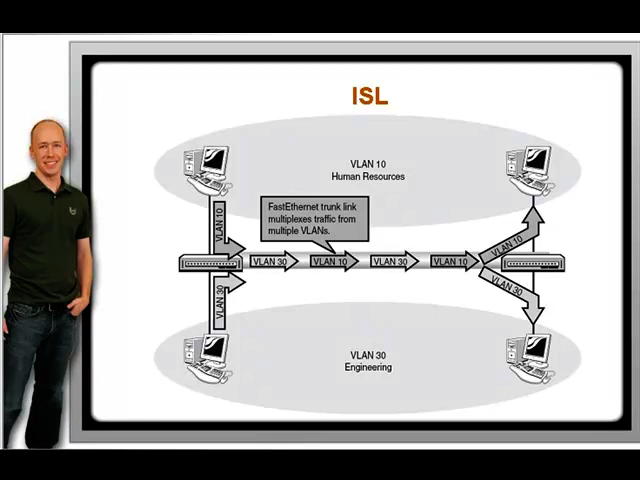 ISL
VLAN 10
Human Resources
FastEthernet trunk link
multiplexes traffic from
multiple VLANs.
VLAN 10
VLAN 10
VLAN 30
VLAN 10
VLAN 30
VLAN 10
VLAN 30
VLAN 30
VLAN 30
Engineering